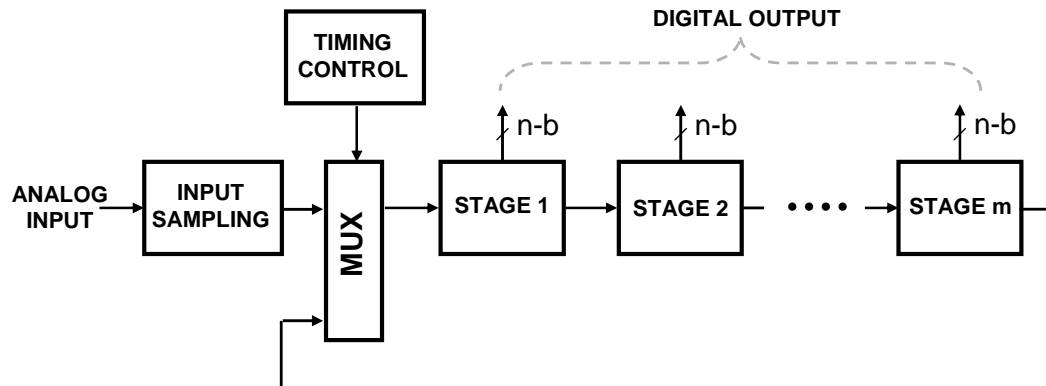 DIGITAL OUTPUT
TIMING
CONTROL
n-b
n-b
n-b
ANALOG
INPUT
INPUT
SAMPLING
MUX
STAGE 1
STAGE 2
STAGE m